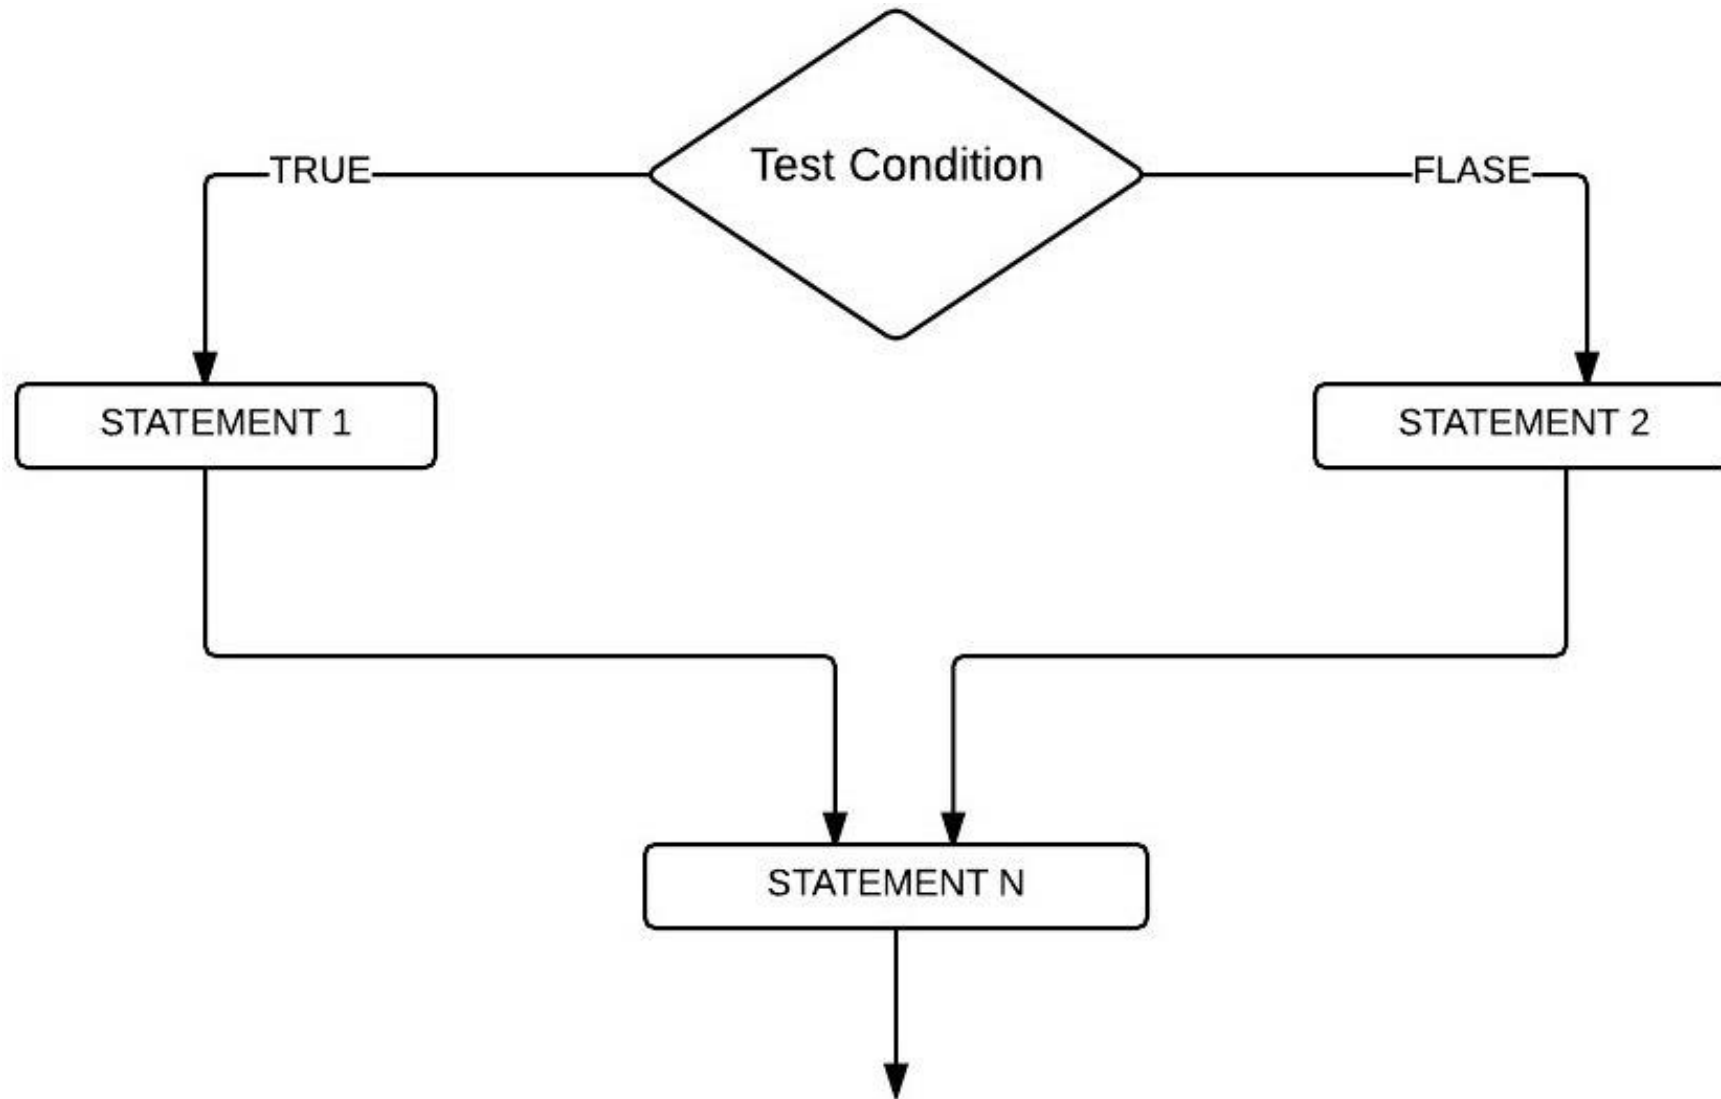 Test Condition
TRUE
FLASE
STATEMENT 1
STATEMENT 2
STATEMENT N